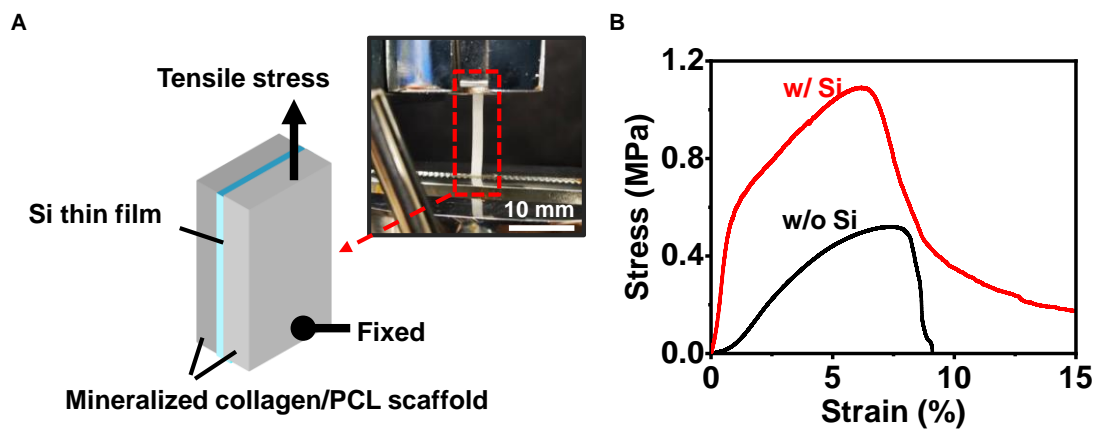 A
Tensile stress
Si thin film
10 mm
Fixed
Mineralized collagen/PCL scaffold
B
Stress (MPa)
1.2
0.8
0.4
0.0
w/ Si
w/o Si
0
5
10
15
Strain (%)